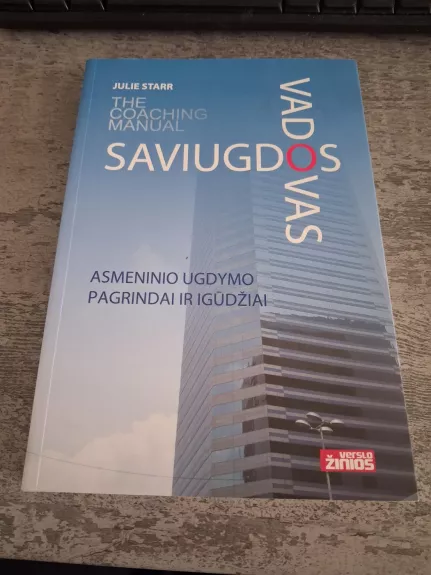 JULIE STARR
THE
COACHING
MANUAL
SAVIUGDOS
VADOVAS
ASMENINIO UGDYMO
PAGRINDAI IR IGŪDŽIAI
verslo
ŽINIOS